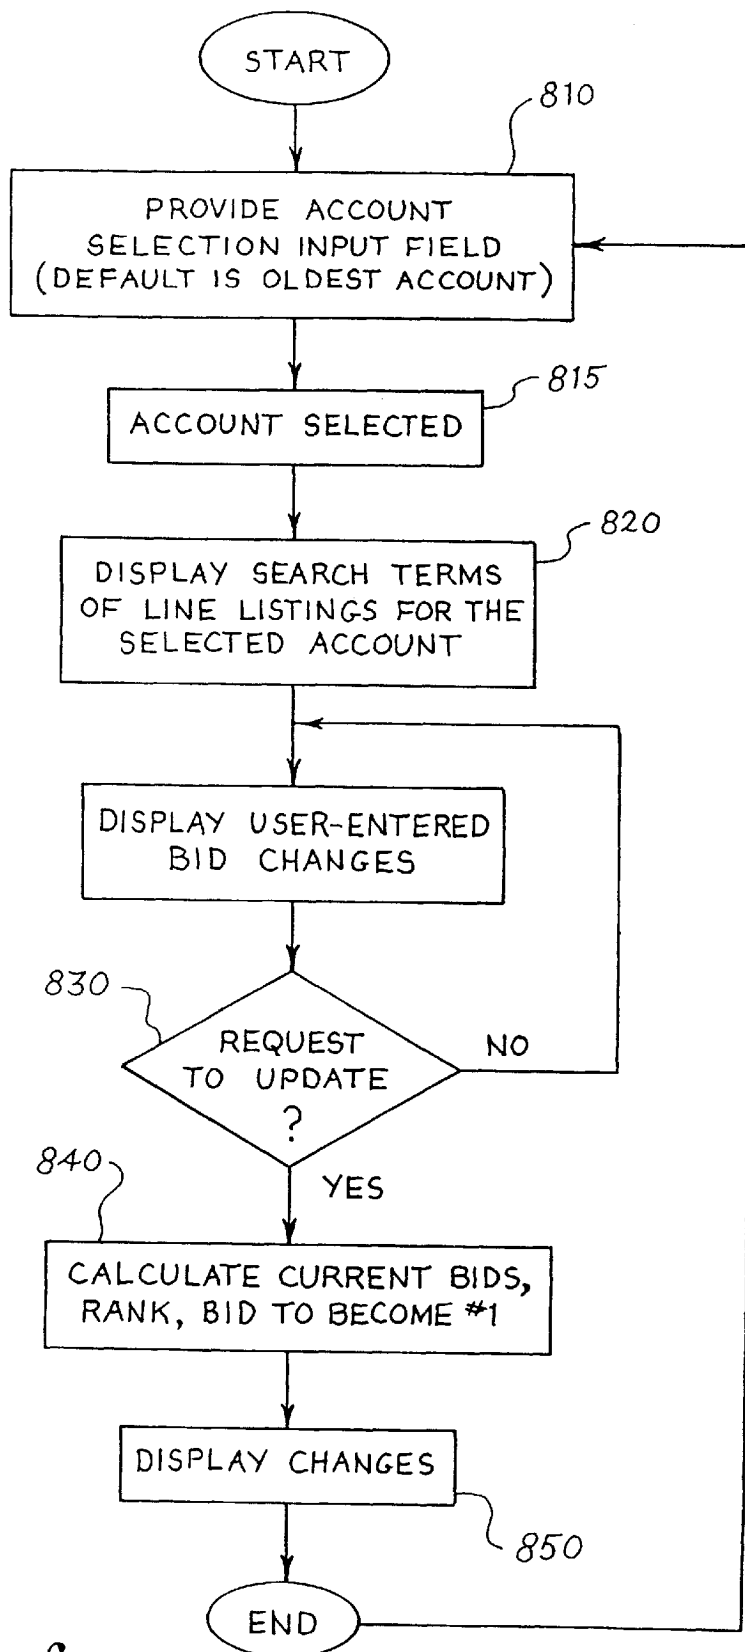 START
810
PROVIDE ACCOUNT
SELECTION INPUT FIELD
(DEFAULT IS OLDEST ACCOUNT)
815
ACCOUNT SELECTED
820
DISPLAY SEARCH TERMS
OF LINE LISTINGS FOR THE
SELECTED ACCOUNT
DISPLAY USER-ENTERED
BID CHANGES
830
REQUEST
TO UPDATE
?
NO
YES
840
CALCULATE CURRENT BIDS,
RANK, BID TO BECOME #1
DISPLAY CHANGES
850
END